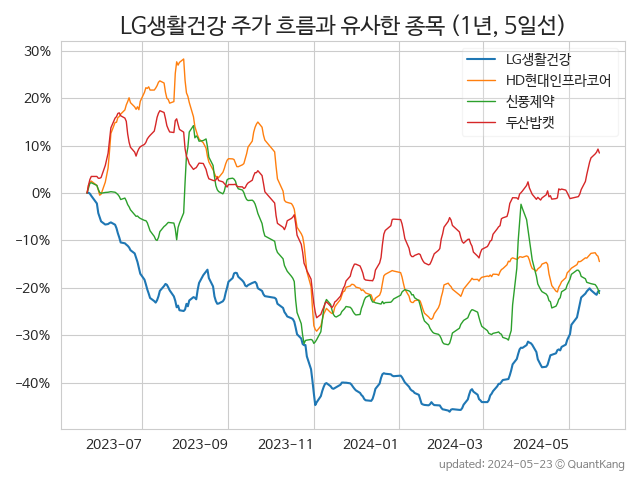 LG생활건강 주가 흐름과 유사한 종목 (1년, 5일선)
30%
20%
10%
0%
−10%
−20%
−30%
−40%
LG생활건강
HD현대인프라코어
신풍제약
두산밥캣
2023−07
2023−09
2023−11
2024−01
2024−03
2024−05
updated: 2024-05-23 © QuantKang